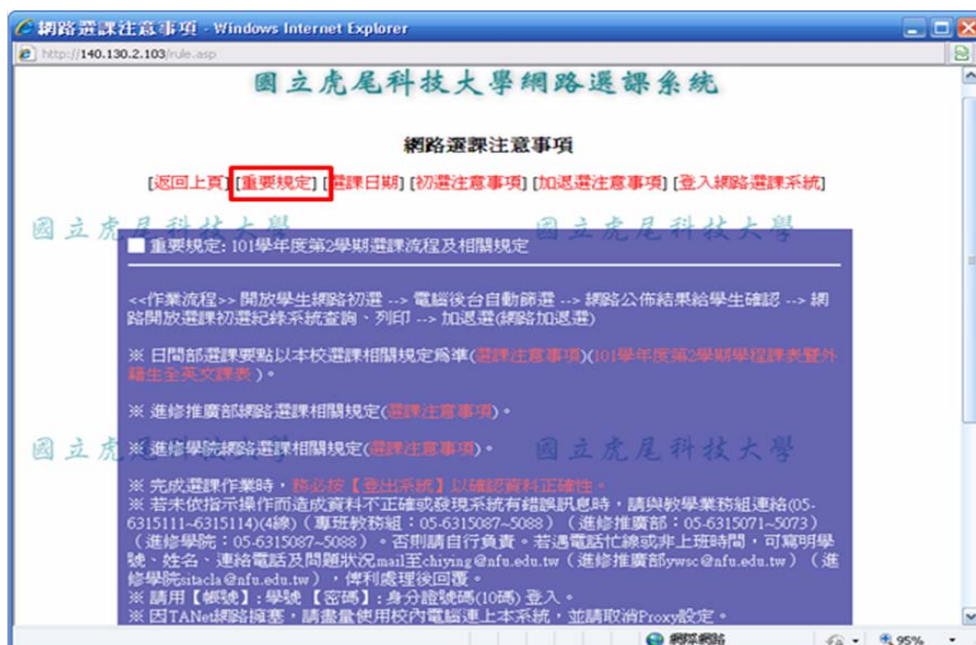 網路選課注意事項 - Windows Internet Explorer
http://140.130.2.103/rule.asp
國立虎尾科技大學網路選課系統
網路選課注意事項
[返回上頁] [重要規定] [選課日期] [初選注意事項] [加退選注意事項] [登入網路選課系統]
國立虎尾科技大學 國立虎尾科技大學
■ 重要規定: 101學年度第2學期選課流程及相關規定
<<作業流程>> 開放學生網路初選 --> 電腦後台自動篩選 --> 網路公佈結果給學生確認 --> 網
路開放選課初選紀錄系統查詢、列印 --> 加退選(網路加退選)
※ 日間部選課要點以本校選課相關規定為準(選課注意事項)(101學年度第2學期學程課表暨外
籍生全英文課表)。
※ 進修推廣部網路選課相關規定(選課注意事項)。
國立虎尾科技大學 國立虎尾科技大學
※ 進修學院網路選課相關規定(選課注意事項)。
※ 完成選課作業時，務必按【登出系統】以確認資料正確性。
※ 若未依指示操作而造成資料不正確或發現系統有錯誤訊息時，請與教學業務組連絡(05-
6315111~6315114)(4線)（專班教務組：05-6315087~5088）（進修推廣部：05-6315071~5073）
（進修學院：05-6315087~5088）。否則請自行負責。若遇電話忙線或非上班時間，可寫明學
號、姓名、連絡電話及問題狀況mail至chiying@nfu.edu.tw（進修推廣部ywsc@nfu.edu.tw）（進
修學院sitacla@nfu.edu.tw），俾利處理後回覆。
※ 請用【帳號】: 學號 【密碼】: 身分證號碼(10碼) 登入。
※ 因TANet網路擁塞，請盡量使用校內電腦連上本系統，並請取消Proxy設定。
網際網路 95%